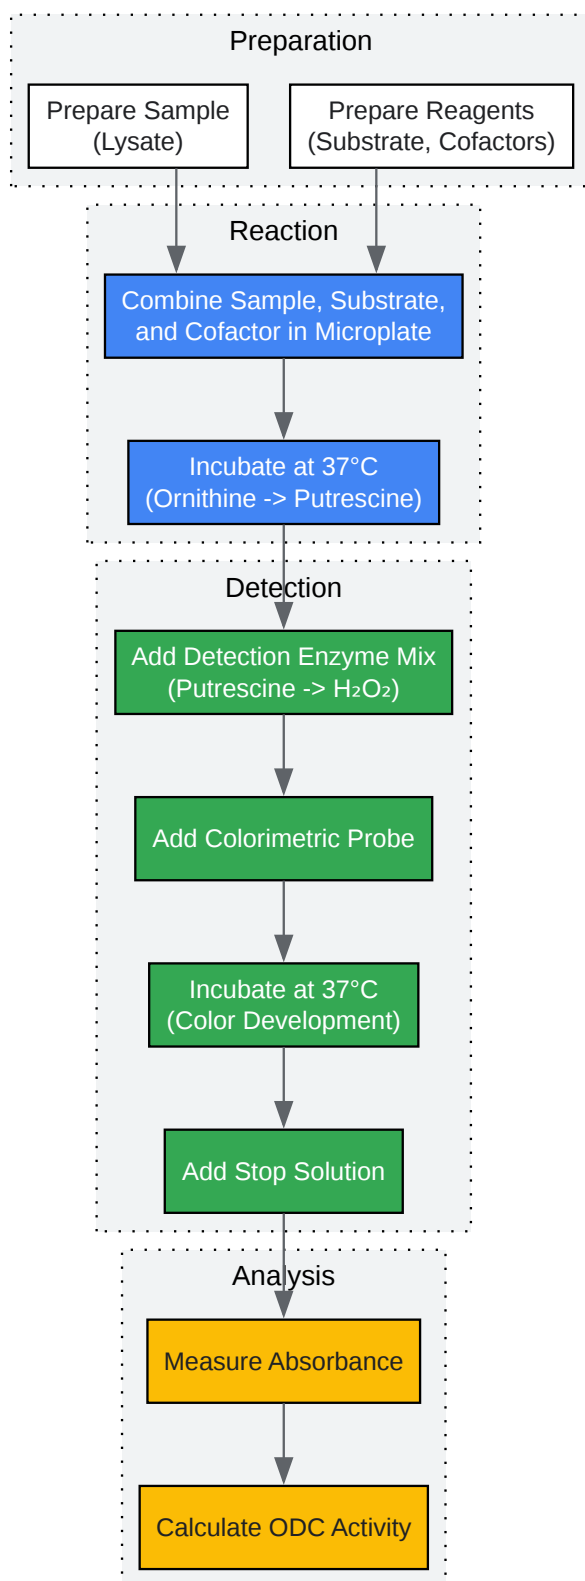 Preparation
Prepare Sample
(Lysate)
Prepare Reagents
(Substrate, Cofactors)
Reaction
Combine Sample, Substrate,
and Cofactor in Microplate
Incubate at 37°C
(Ornithine -> Putrescine)
Detection
Add Detection Enzyme Mix
(Putrescine -> H₂O₂)
Add Colorimetric Probe
Incubate at 37°C
(Color Development)
Add Stop Solution
Analysis
Measure Absorbance
Calculate ODC Activity